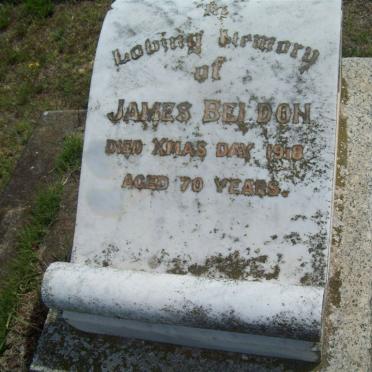 In
Loving Memory
of
JAMES BELDON
DIED XMAS DAY 1918
AGED 70 YEARS.